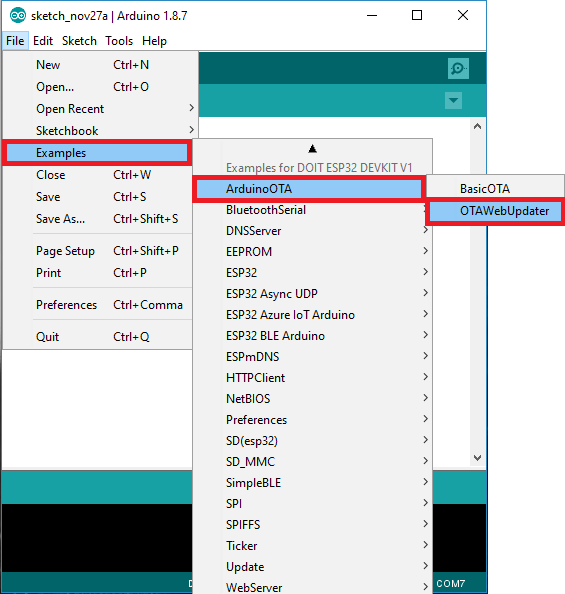 sketch_nov27a | Arduino 1.8.7
File Edit Sketch Tools Help
New Ctrl+N
Open... Ctrl+O
Open Recent
Sketchbook
Examples
Close Ctrl+W
Save Ctrl+S
Save As... Ctrl+Shift+S
Page Setup Ctrl+Shift+P
Print Ctrl+P
Preferences Ctrl+Comma
Quit Ctrl+Q
Examples for DOIT ESP32 DEVKIT V1
ArduinoOTA
BluetoothSerial
DNSServer
EEPROM
ESP32
ESP32 Async UDP
ESP32 Azure IoT Arduino
ESP32 BLE Arduino
ESPmDNS
HTTPClient
NetBIOS
Preferences
SD(esp32)
SD_MMC
SimpleBLE
SPI
SPIFFS
Ticker
Update
WebServer
BasicOTA
OTAWebUpdater
COM7